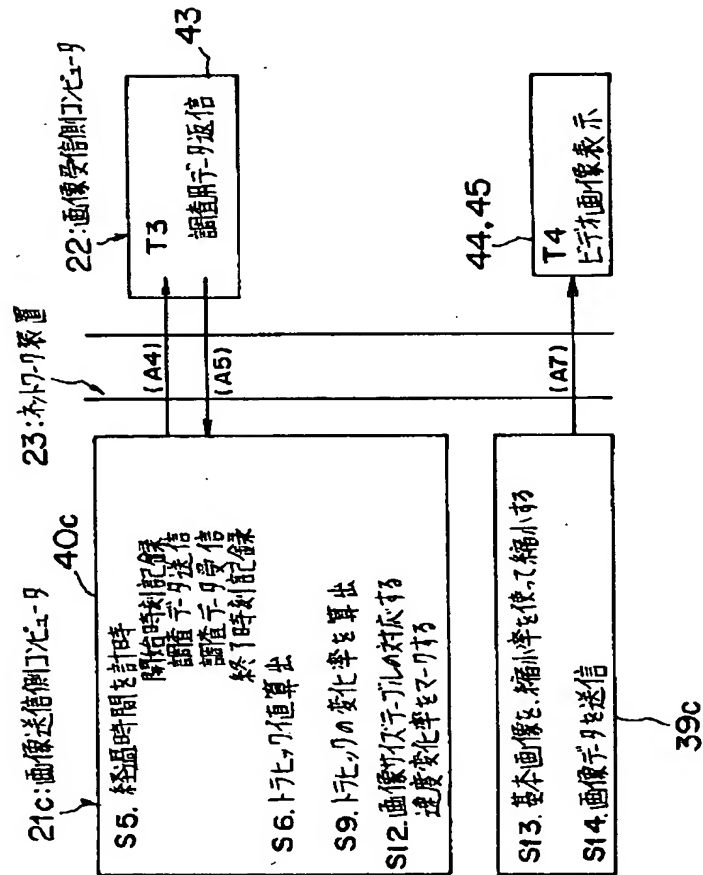 21c:画像送信側コンピュータ
40c
S5. 経過時間を計時
開始時刻記録
調査データ送信
調査データ受信
終了時刻記録
S6. トラヒック値算出
S9. トラヒックの変化率を算出
S12. 画像サイズテーブルの対応する
速度変化率をマークする
23:ネットワーク装置
(A4)
(A5)
22:画像受信側コンピュータ
T3
調査用データ返信
43
S13. 基本画像を、縮小率を使って縮小する
S14. 画像データを送信
39c
(A7)
44, 45
T4
ビデオ画像表示